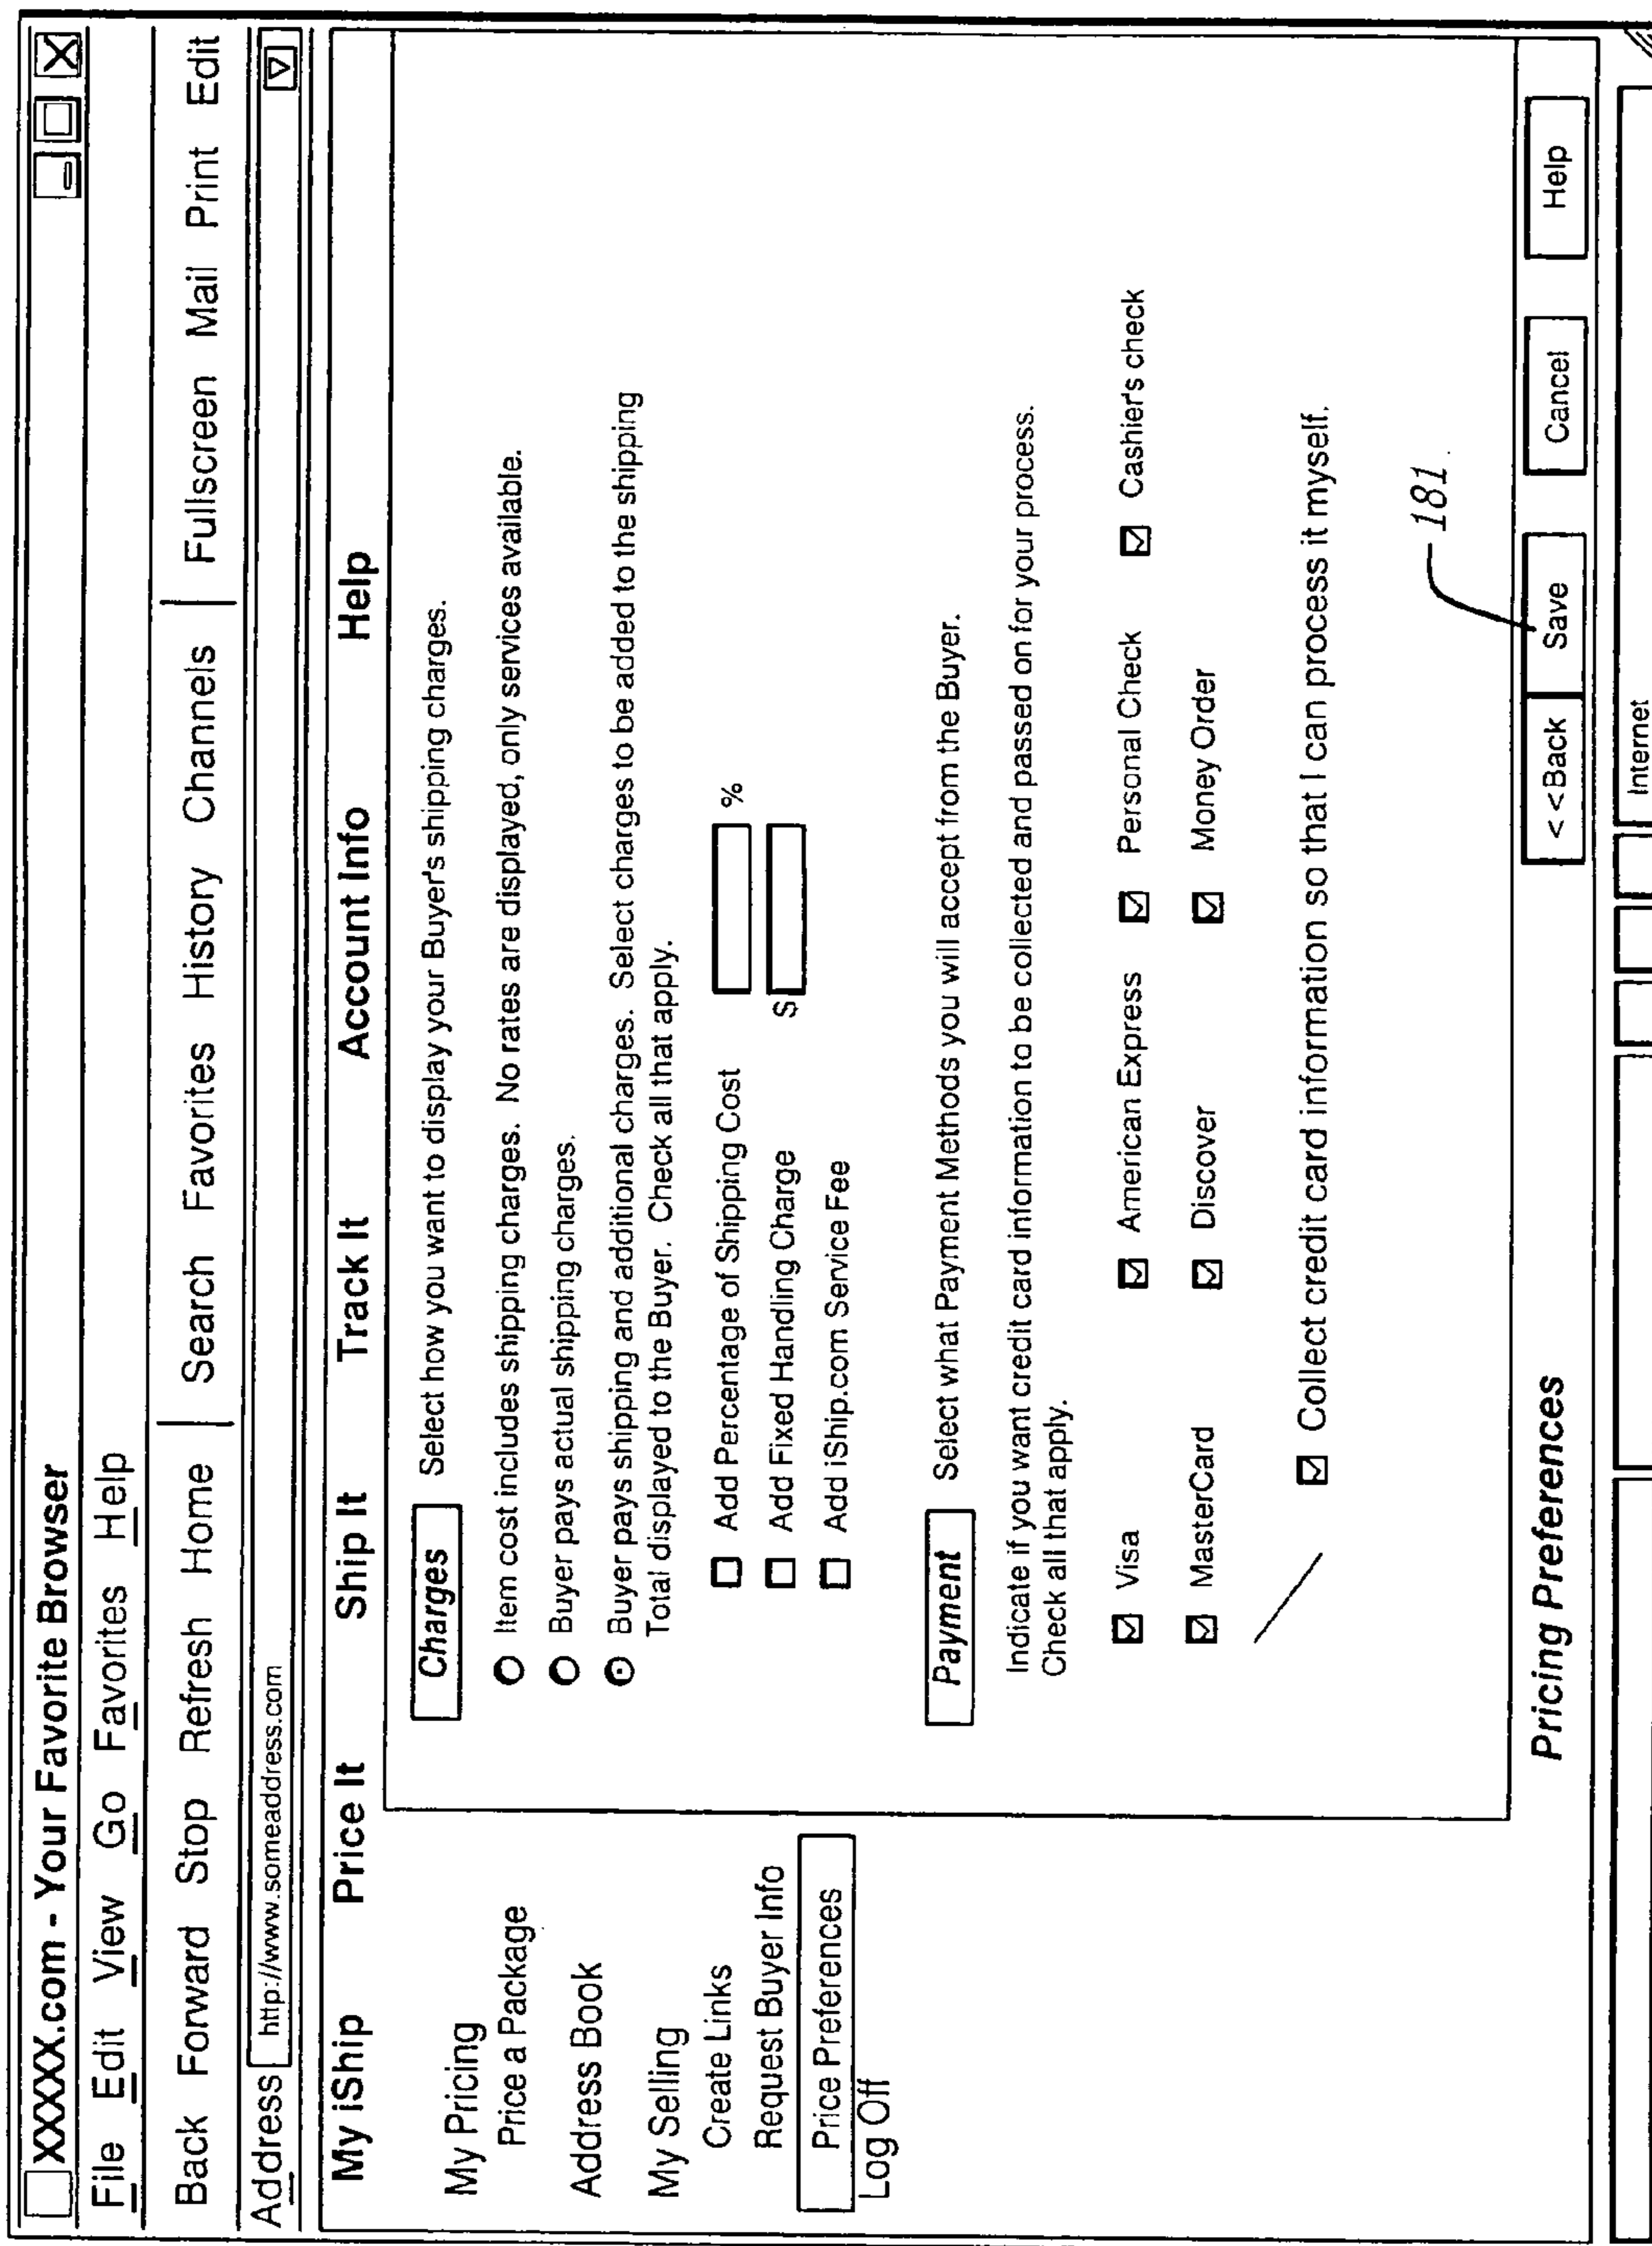 XXXXX.com - Your Favorite Browser
File Edit View Go Favorites Help
Back Forward Stop Refresh Home Search Favorites History Channels Fullscreen Mail Print Edit
Address http://www.someaddress.com
My iShip Price It Ship It Track It Account Info Help
My Pricing
Price a Package
Address Book
My Selling
Create Links
Request Buyer Info
Price Preferences
Log Off
Charges Select how you want to display your Buyer's shipping charges.
Item cost includes shipping charges. No rates are displayed, only services available.
Buyer pays actual shipping charges.
Buyer pays shipping and additional charges. Select charges to be added to the shipping
Total displayed to the Buyer. Check all that apply.
Add Percentage of Shipping Cost %
Add Fixed Handling Charge $
Add iShip.com Service Fee
Payment Select what Payment Methods you will accept from the Buyer.
Indicate if you want credit card information to be collected and passed on for your process.
Check all that apply.
Visa American Express Personal Check Cashier's check
MasterCard Discover Money Order
Collect credit card information so that I can process it myself.
181
Pricing Preferences < <Back Save Cancel Help
Internet